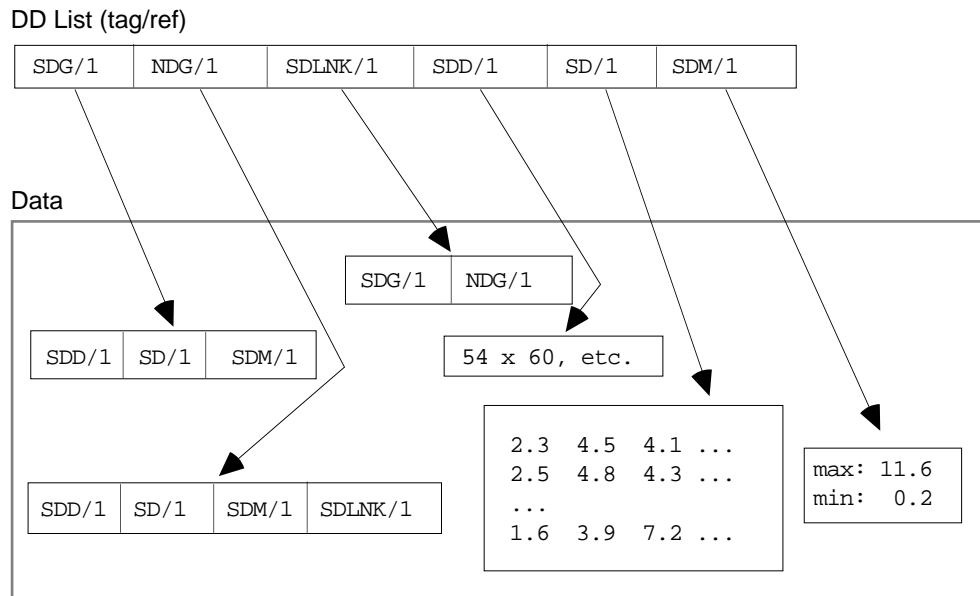 DD List (tag/ref)
SDG/1 NDG/1 SDLNK/1 SDD/1 SD/1 SDM/1
Data
SDG/1 NDG/1
SDD/1 SD/1 SDM/1
54 x 60, etc.
2.3 4.5 4.1 ...
2.5 4.8 4.3 ...
...
1.6 3.9 7.2 ...
max: 11.6
min: 0.2
SDD/1 SD/1 SDM/1 SDLNK/1